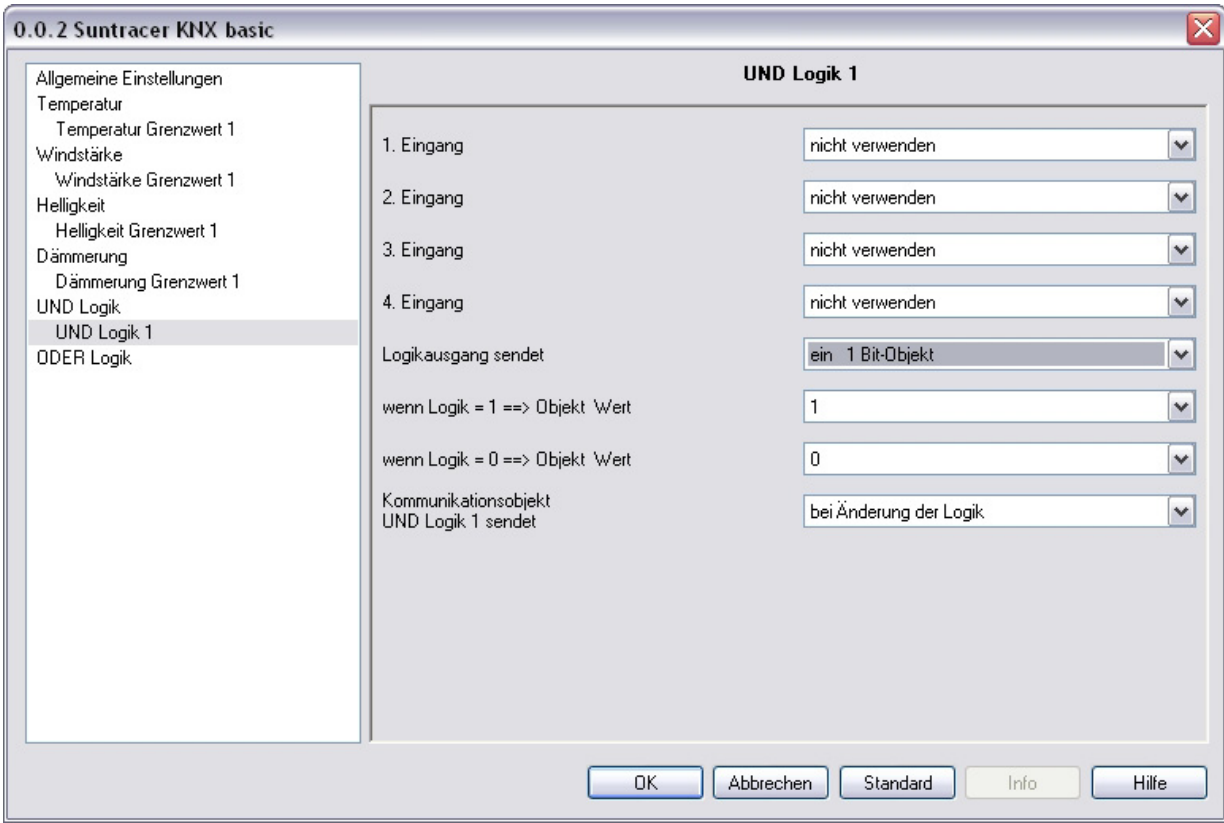 0.0.2 Suntracer KNX basic
Allgemeine Einstellungen
Temperatur
Temperatur Grenzwert 1
Windstärke
Windstärke Grenzwert 1
Helligkeit
Helligkeit Grenzwert 1
Dämmerung
Dämmerung Grenzwert 1
UND Logik
UND Logik 1
ODER Logik
UND Logik 1
1. Eingang nicht verwenden
2. Eingang nicht verwenden
3. Eingang nicht verwenden
4. Eingang nicht verwenden
Logikausgang sendet ein 1 Bit-Objekt
wenn Logik = 1 ==> Objekt Wert 1
wenn Logik = 0 ==> Objekt Wert 0
Kommunikationsobjekt
UND Logik 1 sendet bei Änderung der Logik
OK Abbrechen Standard Info Hilfe